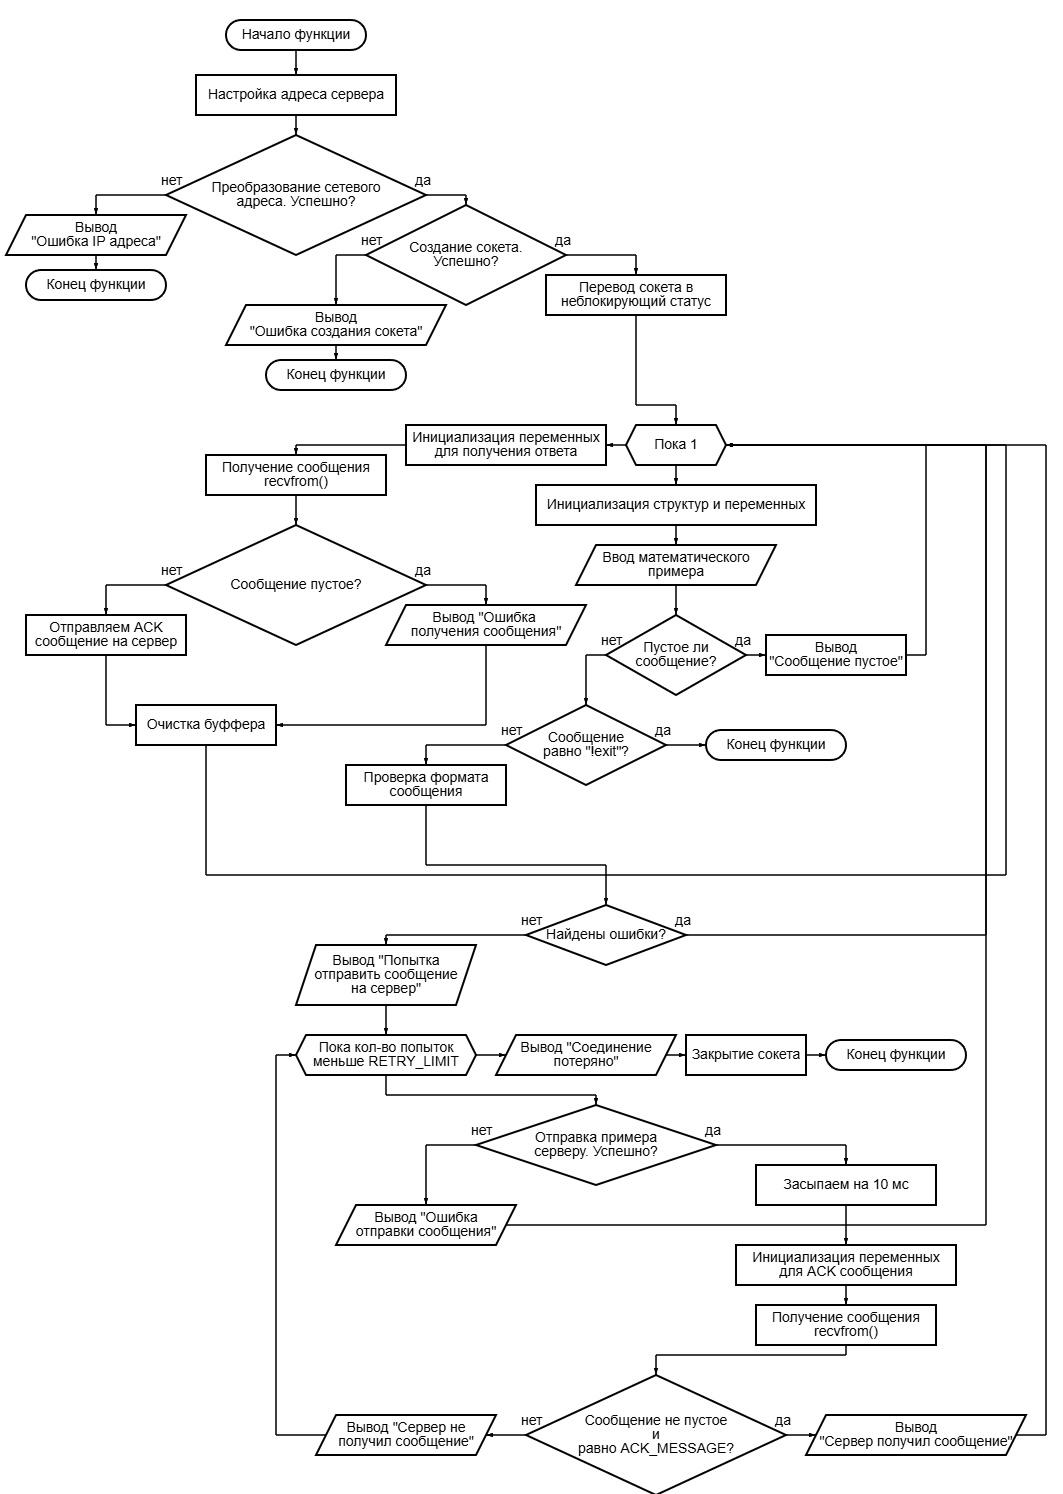 Начало функции
Настройка адреса сервера
нет
да
Преобразование сетевого
адреса. Успешно?
Вывод
"Ошибка IP адреса"
Конец функции
нет
да
Создание сокета.
Успешно?
Перевод сокета в
неблокирующий статус
Вывод
"Ошибка создания сокета"
Конец функции
Пока 1
Инициализация переменных
для получения ответа
Получение сообщения
recvfrom()
Инициализация структур и переменных
Ввод математического
примера
нет
да
Сообщение пустое?
Отправляем ACK
сообщение на сервер
Вывод "Ошибка
получения сообщения"
нет
да
Пустое ли
сообщение?
Вывод
"Сообщение пустое"
Очистка буффера
нет
да
Сообщение
равно "!exit"?
Конец функции
Проверка формата
сообщения
нет
да
Найдены ошибки?
Вывод "Попытка
отправить сообщение
на сервер"
Пока кол-во попыток
меньше RETRY_LIMIT
Вывод "Соединение
потеряно"
Закрытие сокета
Конец функции
нет
да
Отправка примера
серверу. Успешно?
Засыпаем на 10 мс
Вывод "Ошибка
отправки сообщения"
Инициализация переменных
для ACK сообщения
Получение сообщения
recvfrom()
нет
да
Сообщение не пустое
и
равно ACK_MESSAGE?
Вывод "Сервер не
получил сообщение"
Вывод
"Сервер получил сообщение"